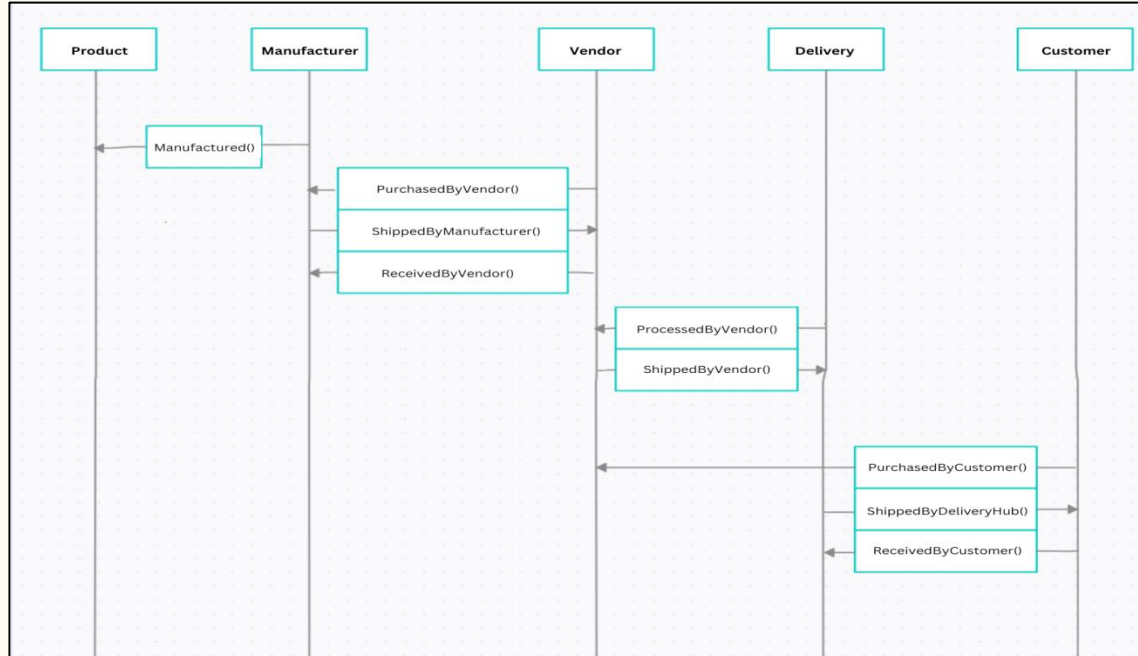 Product
Manufacturer
Vendor
Delivery
Customer
Manufactured()
PurchasedByVendor()
ShippedByManufacturer()
ReceivedByVendor()
ProcessedByVendor()
ShippedByVendor()
PurchasedByCustomer()
ShippedByDeliveryHub()
ReceivedByCustomer()